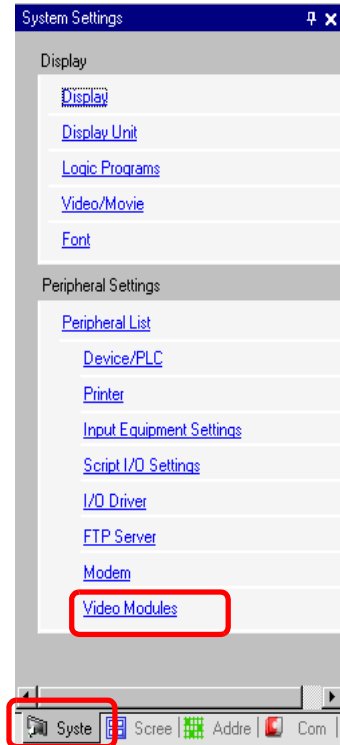 System Settings
Display
Display
Display Unit
Logic Programs
Video/Movie
Font
Peripheral Settings
Peripheral List
Device/PLC
Printer
Input Equipment Settings
Script I/O Settings
I/O Driver
FTP Server
Modem
Video Modules
Syste Scree Addre Com